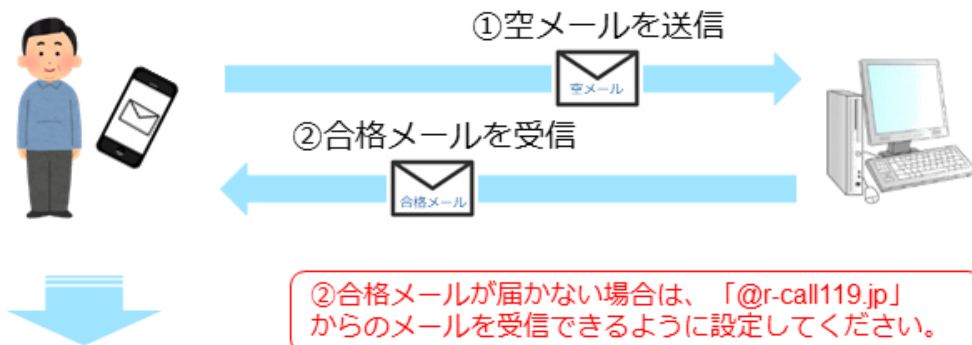 ①空メールを送信
空メール
②合格メールを受信
合格メール
②合格メールが届かない場合は、「@r-call119.jp」
からのメールを受信できるように設定してください。